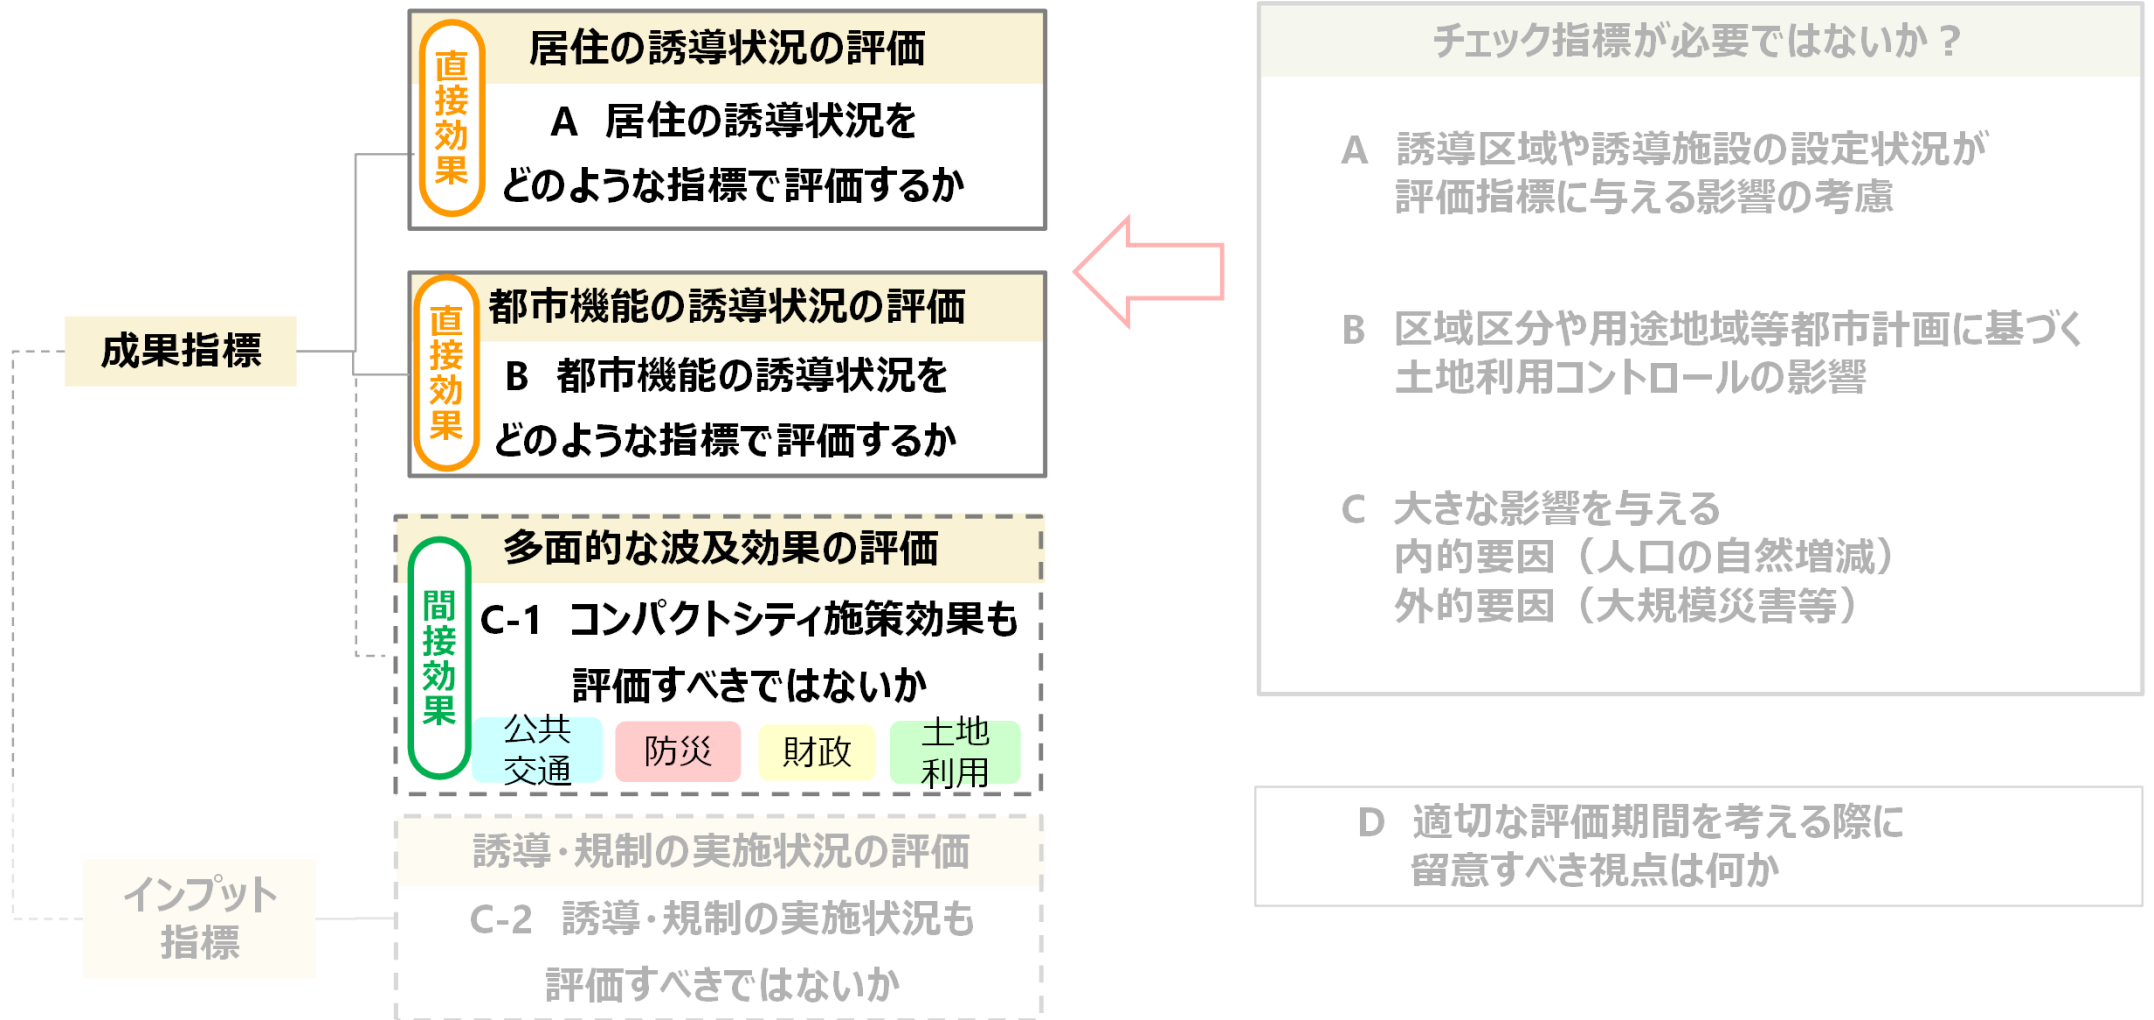 成果指標
インプット
指標
直接効果
居住の誘導状況の評価
A 居住の誘導状況を
どのような指標で評価するか
直接効果
都市機能の誘導状況の評価
B 都市機能の誘導状況を
どのような指標で評価するか
間接効果
多面的な波及効果の評価
C-1 コンパクトシティ施策効果も
評価すべきではないか
公共
交通
防災
財政
土地
利用
誘導・規制の実施状況の評価
C-2 誘導・規制の実施状況も
評価すべきではないか
チェック指標が必要ではないか？
A 誘導区域や誘導施設の設定状況が
評価指標に与える影響の考慮
B 区域区分や用途地域等都市計画に基づく
土地利用コントロールの影響
C 大きな影響を与える
内的要因（人口の自然増減）
外的要因（大規模災害等）
D 適切な評価期間を考える際に
留意すべき視点は何か